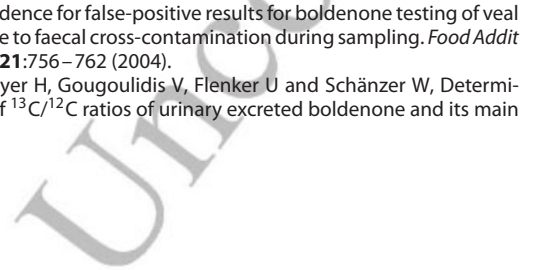 dence for false-positive results for boldenone testing of veal
e to faecal cross-contamination during sampling. Food Addit
21:756–762 (2004).
yer H, Gougoulidis V, Flenker U and Schänzer W, Determi-
f ¹³C/¹²C ratios of urinary excreted boldenone and its main
Unco